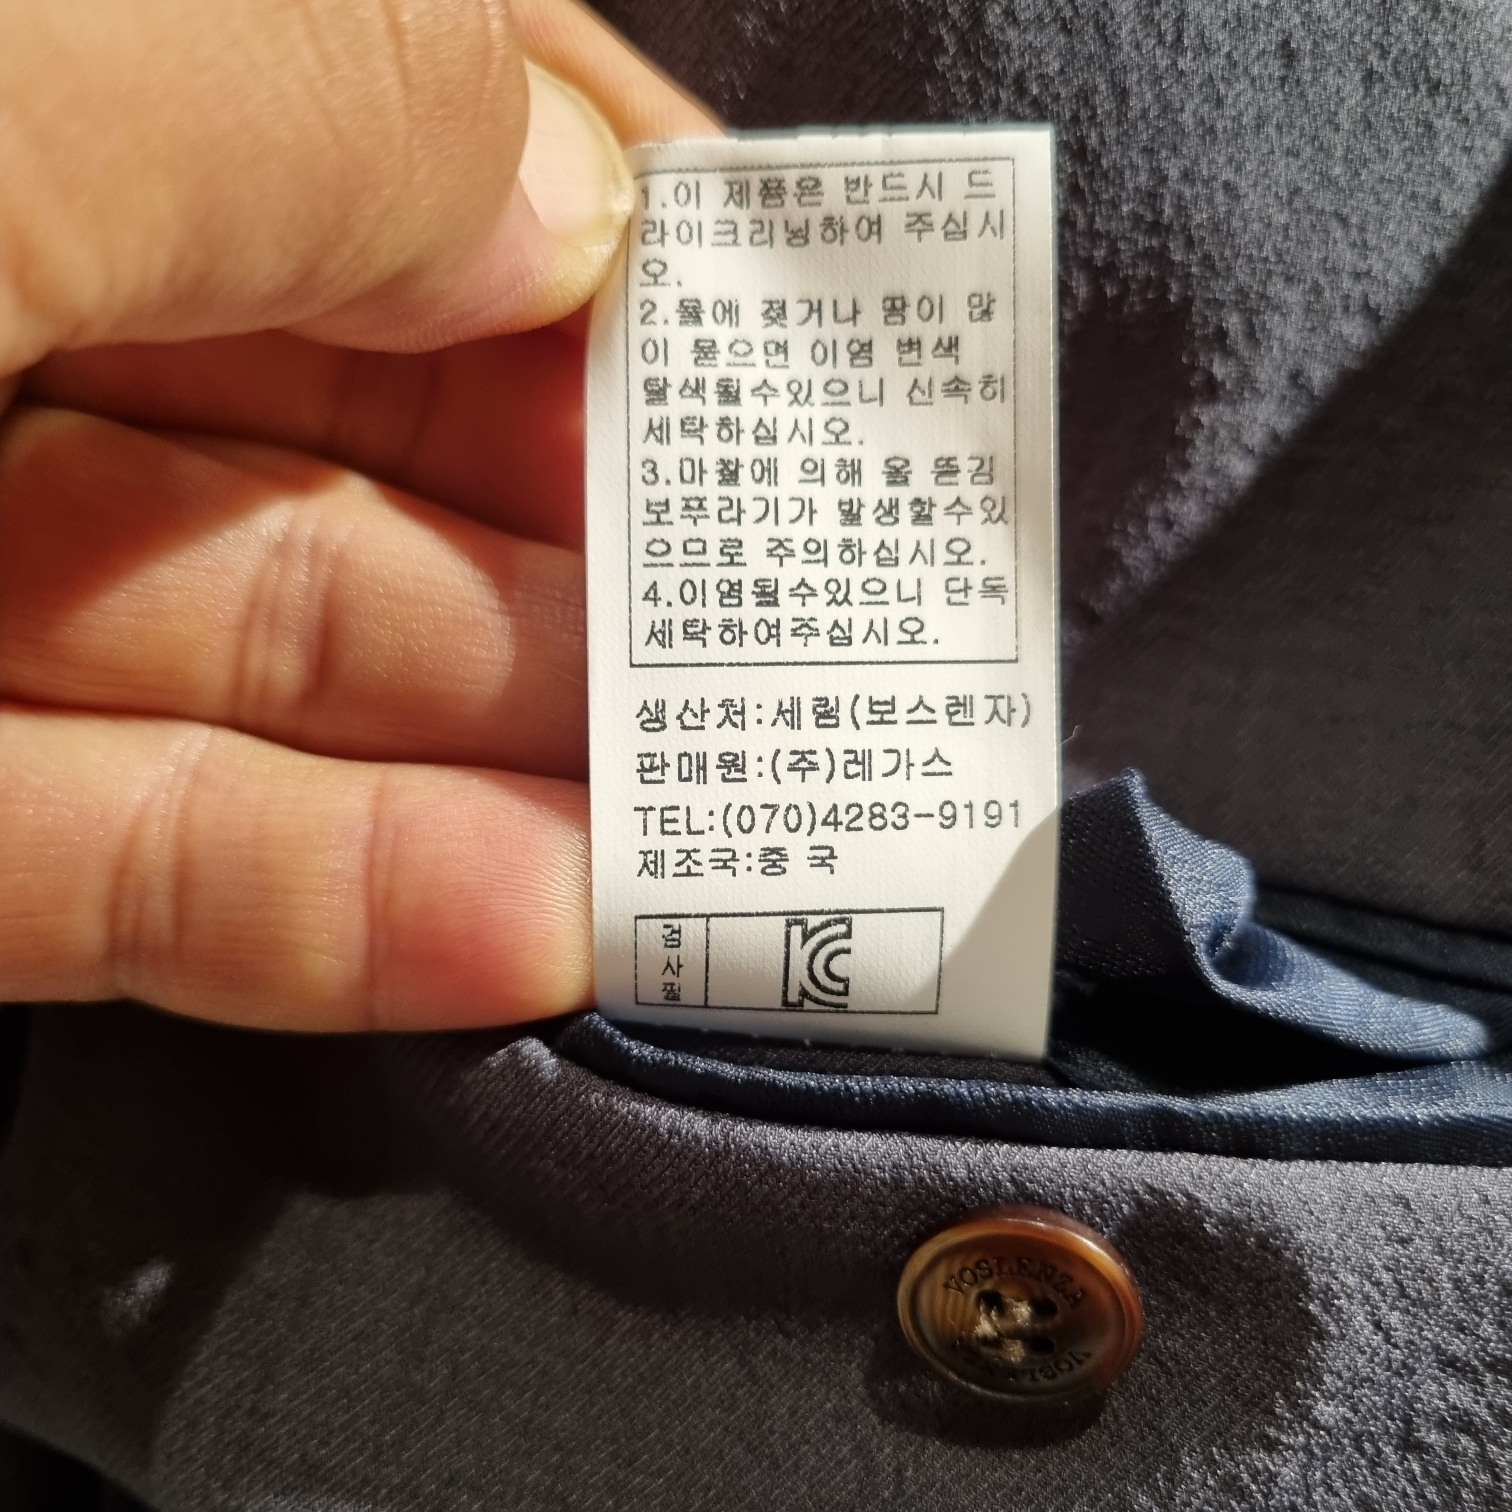 1.이 제품은 반드시 드
라이크리닝하여 주십시
오.
2.물에 젖거나 땀이 많
이 묻으면 이염 변색
탈색될수있으니 신속히
세탁하십시오.
3.마찰에 의해 올 뜯김
보푸라기가 발생할수있
으므로 주의하십시오.
4.이염될수있으니 단독
세탁하여주십시오.
생산처:세림(보스렌자)
판매원:(주)레가스
TEL:(070)4283-9191
제조국:중 국
검
사
필
KC
VOSLENZA
VOSLENZA